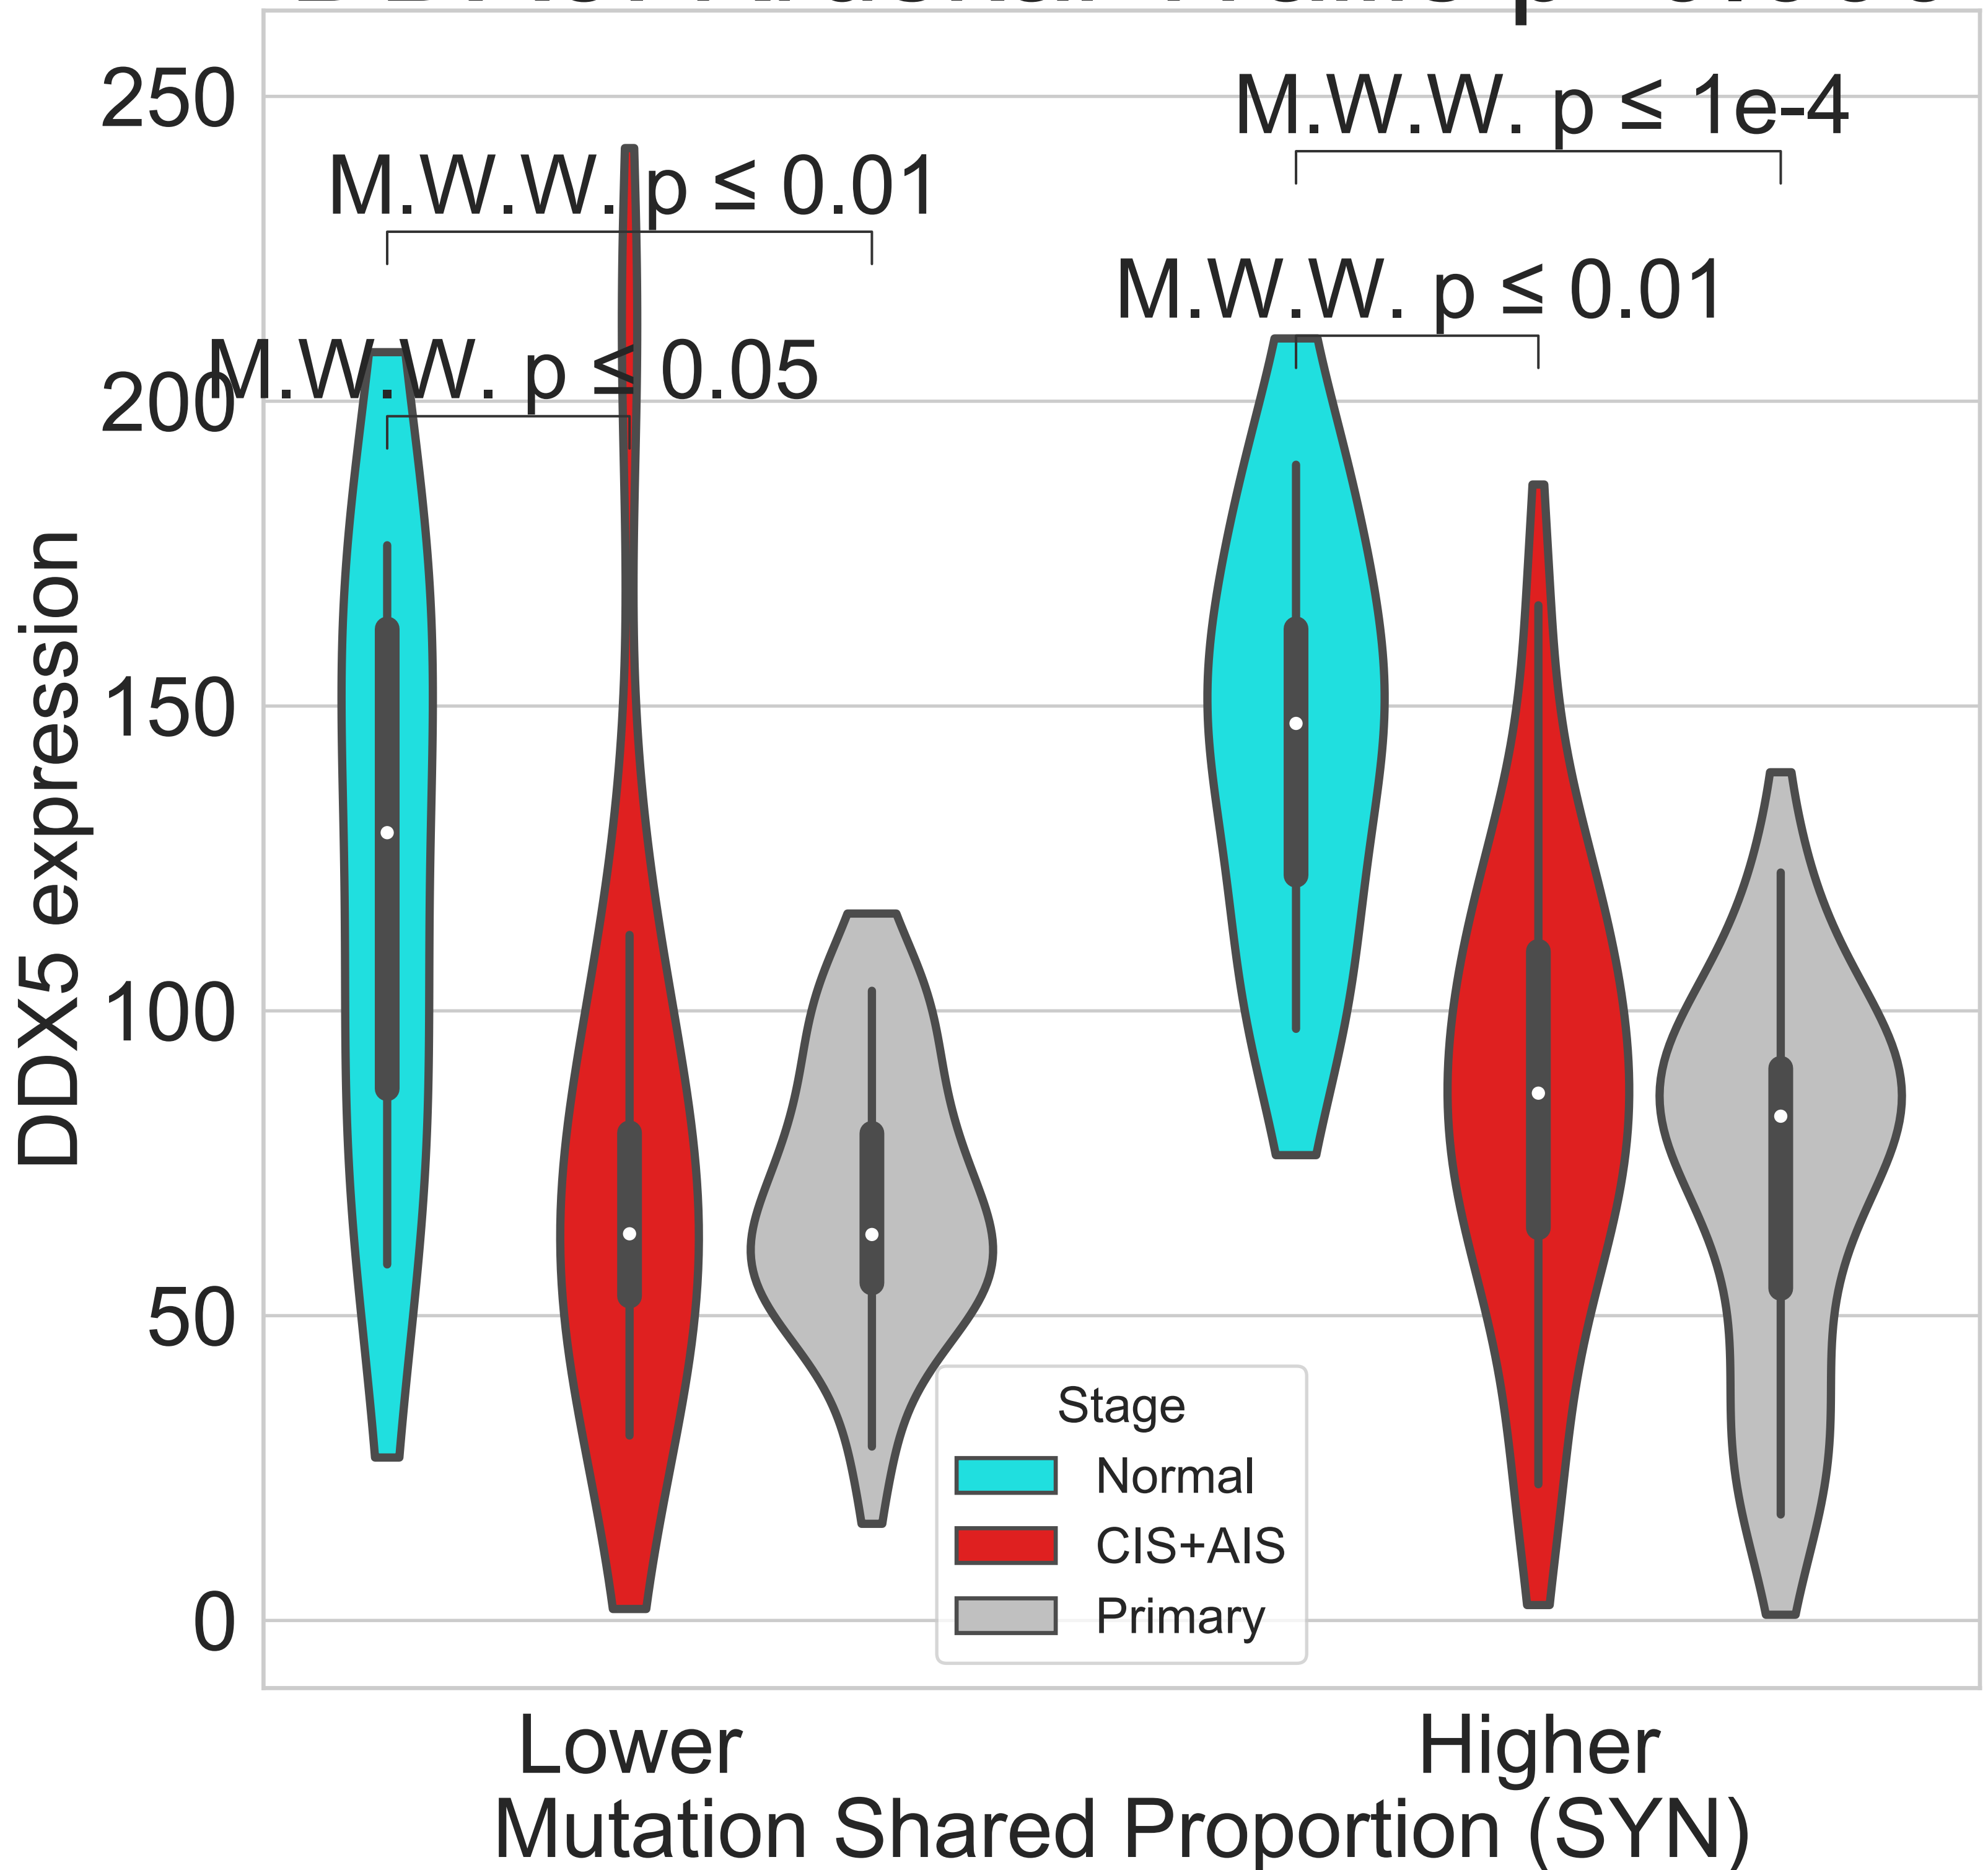 250
M.W.W. p ≤ 1e-4
M.W.W. p ≤ 0.01
M.W.W. p ≤ 0.01
M.W.W. p ≤ 0.05
200
150
100
50
0
DDX5 expression
Stage
Normal
CIS+AIS
Primary
Lower
Higher
Mutation Shared Proportion (SYN)